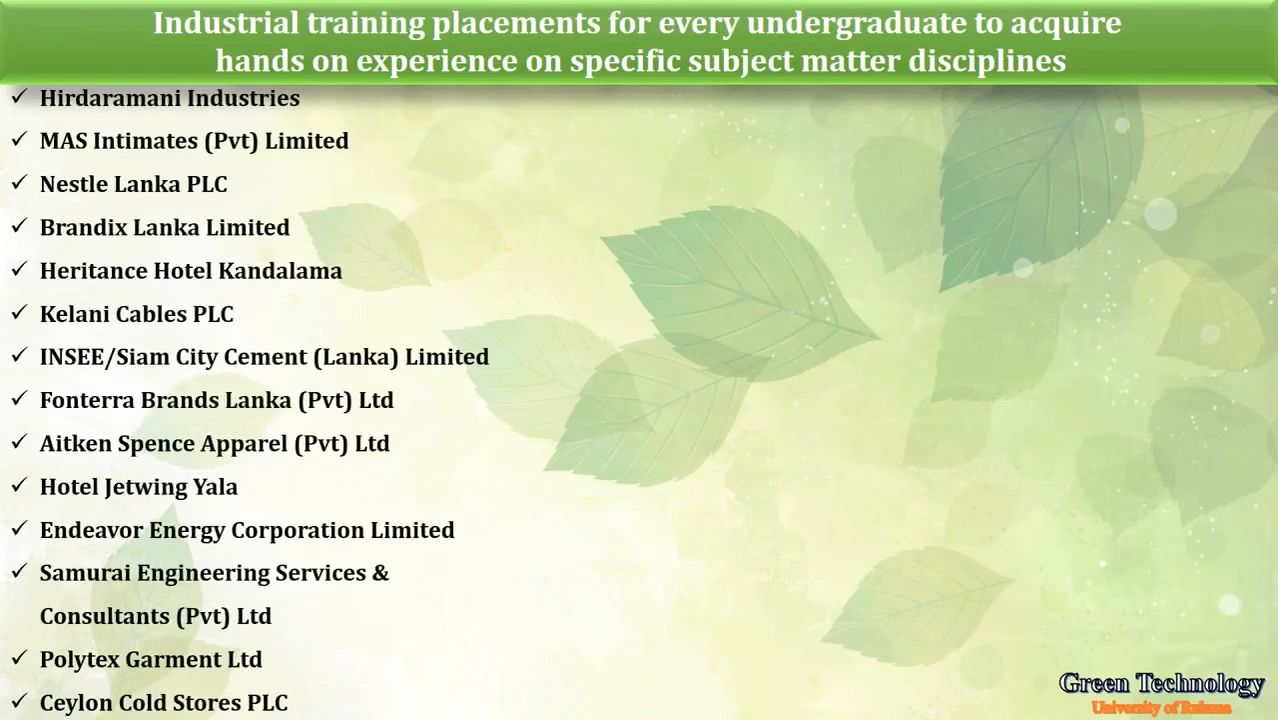 Industrial training placements for every undergraduate to acquire
hands on experience on specific subject matter disciplines
✓ Hirdaramani Industries
✓ MAS Intimates (Pvt) Limited
✓ Nestle Lanka PLC
✓ Brandix Lanka Limited
✓ Heritance Hotel Kandalama
✓ Kelani Cables PLC
✓ INSEE/Siam City Cement (Lanka) Limited
✓ Fonterra Brands Lanka (Pvt) Ltd
✓ Aitken Spence Apparel (Pvt) Ltd
✓ Hotel Jetwing Yala
✓ Endeavor Energy Corporation Limited
✓ Samurai Engineering Services &
Consultants (Pvt) Ltd
✓ Polytex Garment Ltd
✓ Ceylon Cold Stores PLC
Green Technology
University of Ruhuna